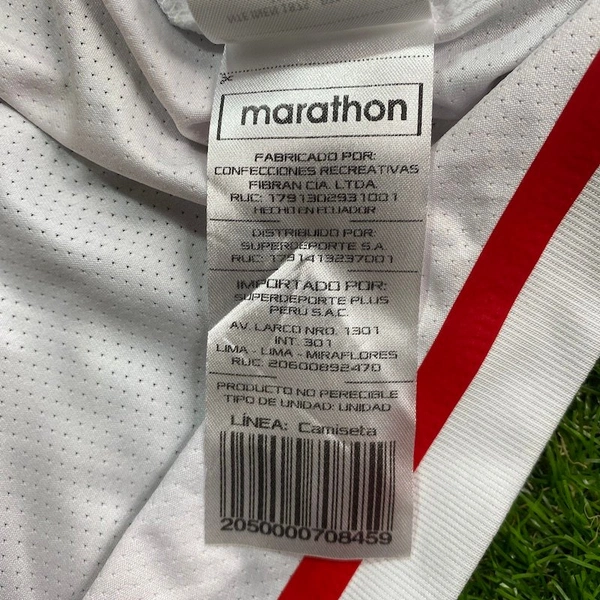 marathon
FABRICADO POR:
CONFECCIONES RECREATIVAS
FIBRAN CIA. LTDA.
RUC: 1791302931001
HECHO EN ECUADOR
DISTRIBUIDO POR:
SUPERDEPORTE S.A.
RUC: 1791413237001
IMPORTADO POR:
SUPERDEPORTE PLUS
PERÚ S.A.C.
AV. LARCO NRO. 1301
INT. 301
LIMA - LIMA - MIRAFLORES
RUC: 20600892470
PRODUCTO NO PERECIBLE
TIPO DE UNIDAD: UNIDAD
LÍNEA: Camiseta
2050000708459